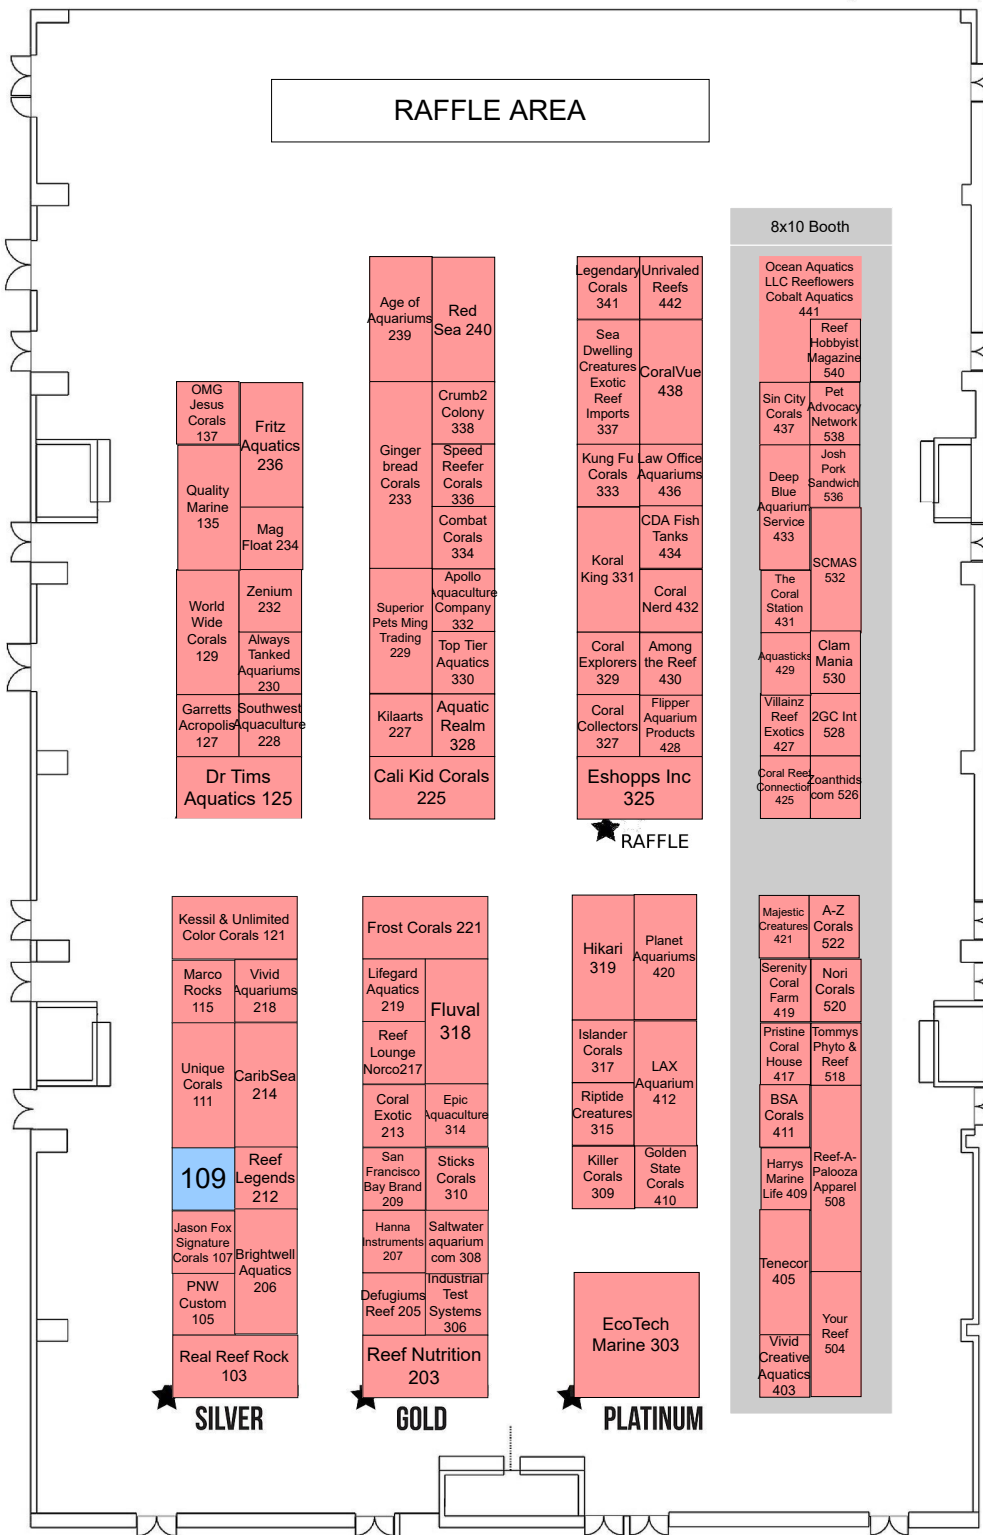 RAFFLE AREA
8x10 Booth
OMG
Jesus
Corals
137
Fritz
Aquatics
236
Quality
Marine
135
Mag
Float 234
World
Wide
Corals
129
Zenium
232
Always
Tanked
Aquariums
230
Garretts
Acropolis
127
Southwest
Aquaculture
228
Dr Tims
Aquatics 125
Age of
Aquariums
239
Red
Sea 240
Ginger
bread
Corals
233
Crumb2
Colony
338
Speed
Reefer
Corals
336
Combat
Corals
334
Superior
Pets Ming
Trading
229
Apollo
Aquaculture
Company
332
Top Tier
Aquatics
330
Kilaarts
227
Aquatic
Realm
328
Cali Kid Corals
225
Legendary
Corals
341
Unrivaled
Reefs
442
Sea
Dwelling
Creatures
Exotic
Reef
Imports
337
CoralVue
438
Kung Fu
Corals
333
Law Office
Aquariums
436
Koral
King 331
CDA Fish
Tanks
434
Coral
Nerd 432
Coral
Explorers
329
Among
the Reef
430
Coral
Collectors
327
Flipper
Aquarium
Products
428
Eshopps Inc
325
RAFFLE
Ocean Aquatics
LLC Reeflowers
Cobalt Aquatics
441
Reef
Hobbyist
Magazine
540
Sin City
Corals
437
Pet
Advocacy
Network
538
Deep
Blue
Aquarium
Service
433
Josh
Pork
Sandwich
536
SCMAS
532
The
Coral
Station
431
Aquasticks
429
Clam
Mania
530
Villainz
Reef
Exotics
427
2GC Int
528
Coral Reef
Connection
425
Zoanthids
com 526
Kessil & Unlimited
Color Corals 121
Marco
Rocks
115
Vivid
Aquariums
218
Unique
Corals
111
CaribSea
214
109
Reef
Legends
212
Jason Fox
Signature
Corals 107
Brightwell
Aquatics
206
PNW
Custom
105
Real Reef Rock
103
SILVER
Frost Corals 221
Lifegard
Aquatics
219
Fluval
318
Reef
Lounge
Norco217
Coral
Exotic
213
Epic
Aquaculture
314
San
Francisco
Bay Brand
209
Sticks
Corals
310
Hanna
Instruments
207
Saltwater
aquarium
com 308
Defugiums
Reef 205
Industrial
Test
Systems
306
Reef Nutrition
203
GOLD
Hikari
319
Planet
Aquariums
420
Islander
Corals
317
LAX
Aquarium
412
Riptide
Creatures
315
Killer
Corals
309
Golden
State
Corals
410
EcoTech
Marine 303
PLATINUM
Majestic
Creatures
421
A-Z
Corals
522
Serenity
Coral
Farm
419
Nori
Corals
520
Pristine
Coral
House
417
Tommys
Phyto &
Reef
518
BSA
Corals
411
Reef-A-
Palooza
Apparel
508
Harrys
Marine
Life 409
Tenecor
405
Your
Reef
504
Vivid
Creative
Aquatics
403